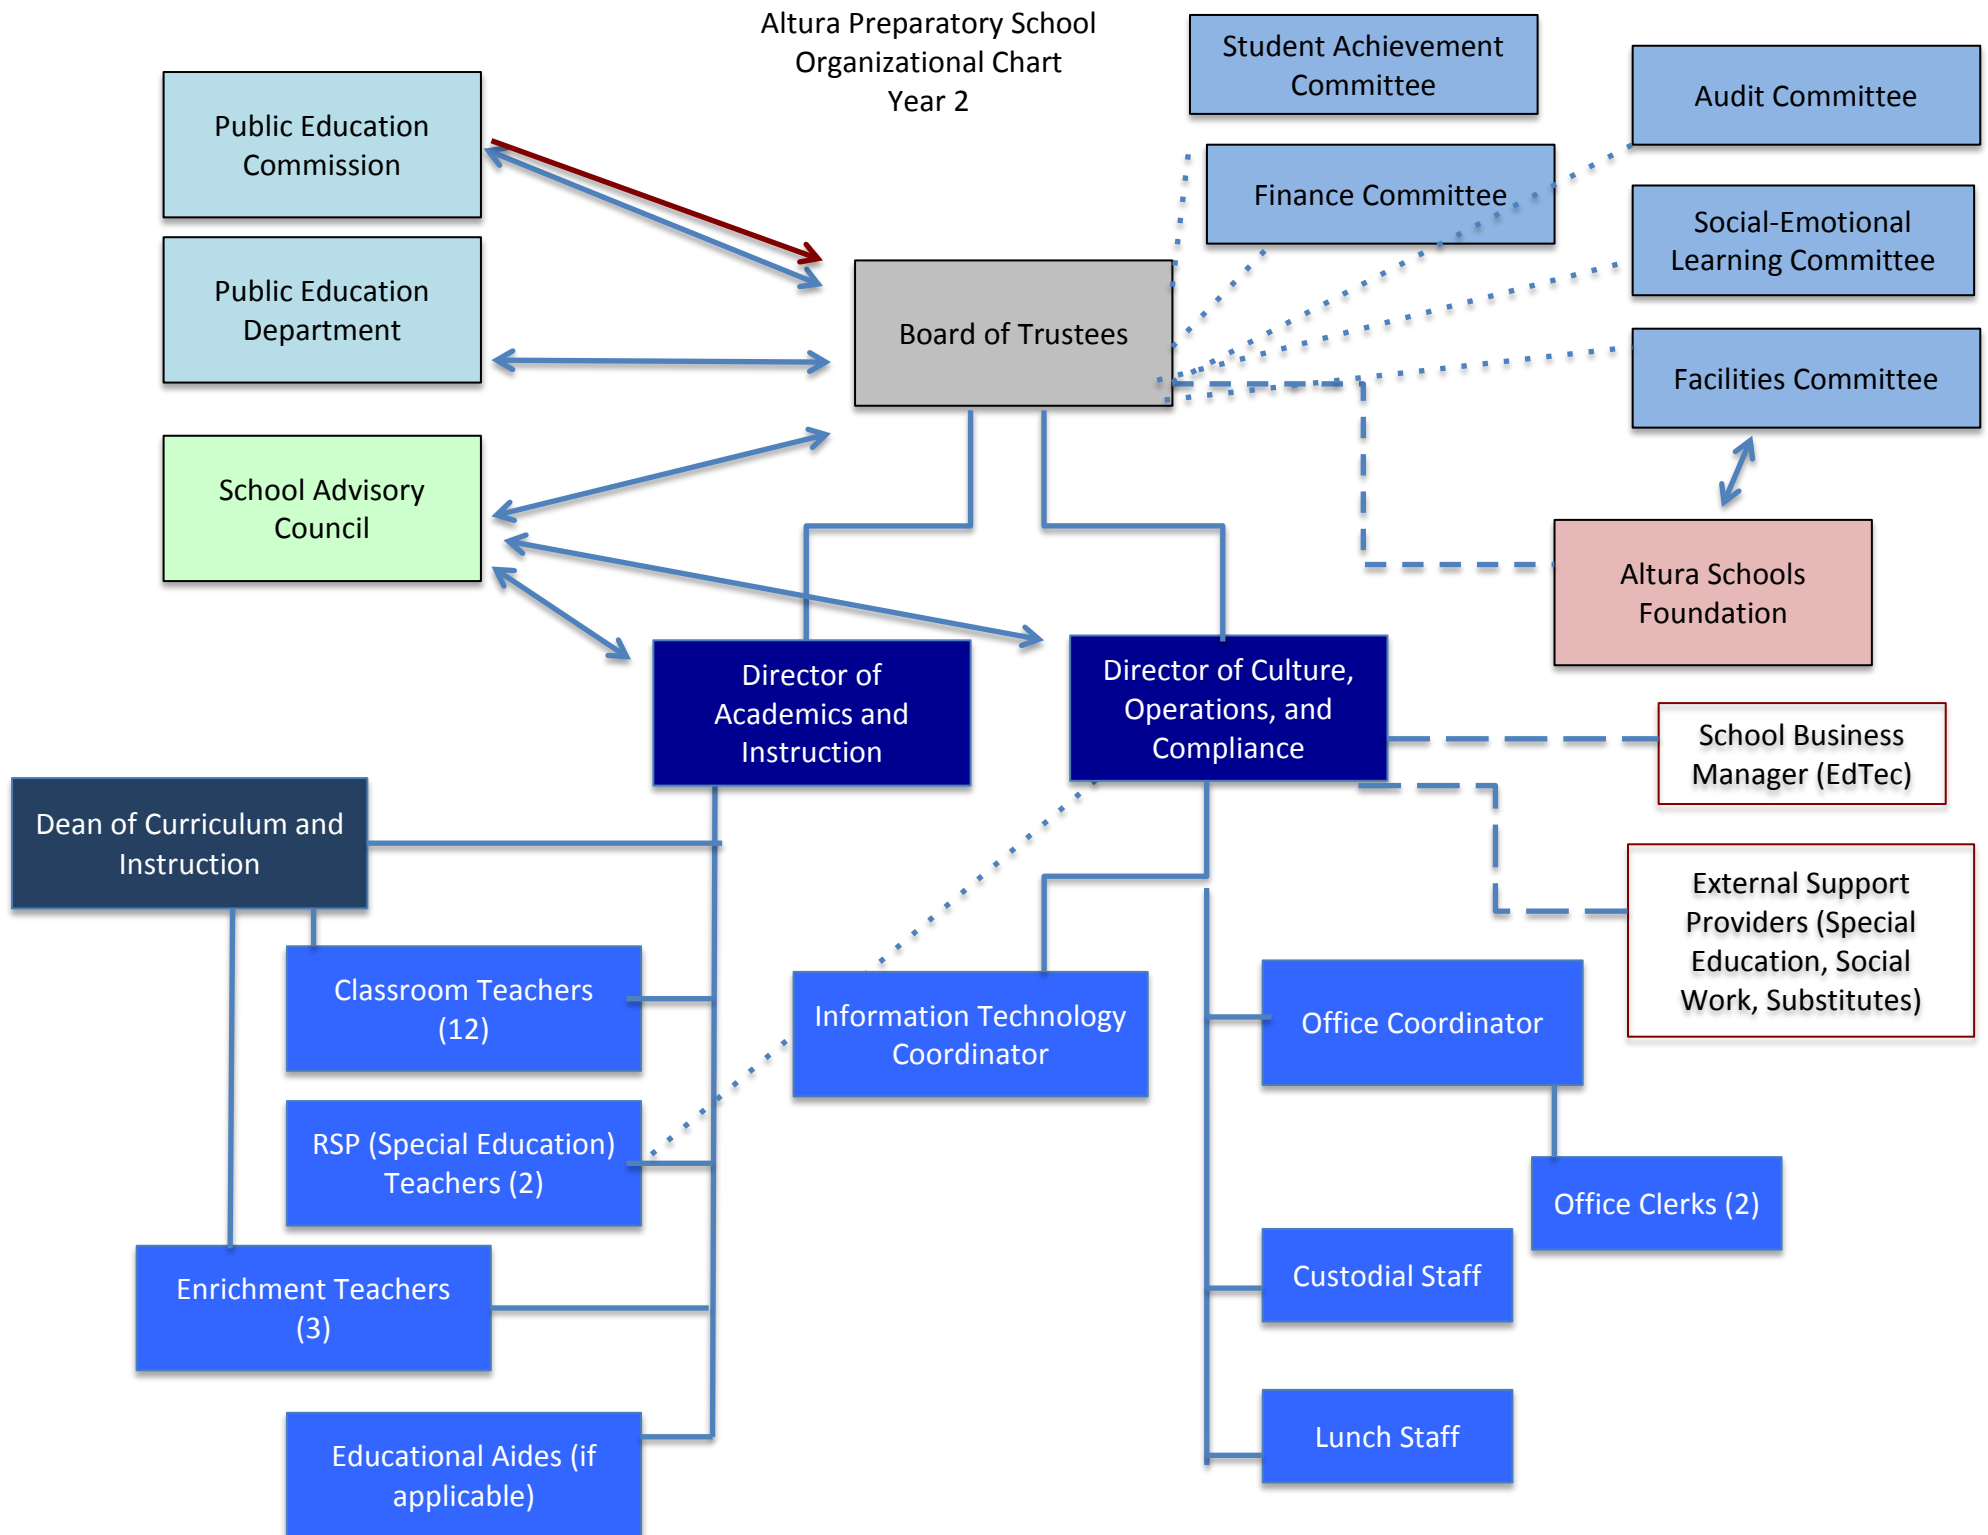 Altura Preparatory School
Organizational Chart
Year 2
Student Achievement
Committee
Audit Committee
Public Education
Commission
Finance Committee
Social-Emotional
Learning Committee
Public Education
Department
Board of Trustees
Facilities Committee
School Advisory
Council
Altura Schools
Foundation
Director of
Academics and
Instruction
Director of Culture,
Operations, and
Compliance
School Business
Manager (EdTec)
Dean of Curriculum and
Instruction
External Support
Providers (Special
Education, Social
Work, Substitutes)
Classroom Teachers
(12)
Information Technology
Coordinator
Office Coordinator
RSP (Special Education)
Teachers (2)
Office Clerks (2)
Enrichment Teachers
(3)
Custodial Staff
Educational Aides (if
applicable)
Lunch Staff